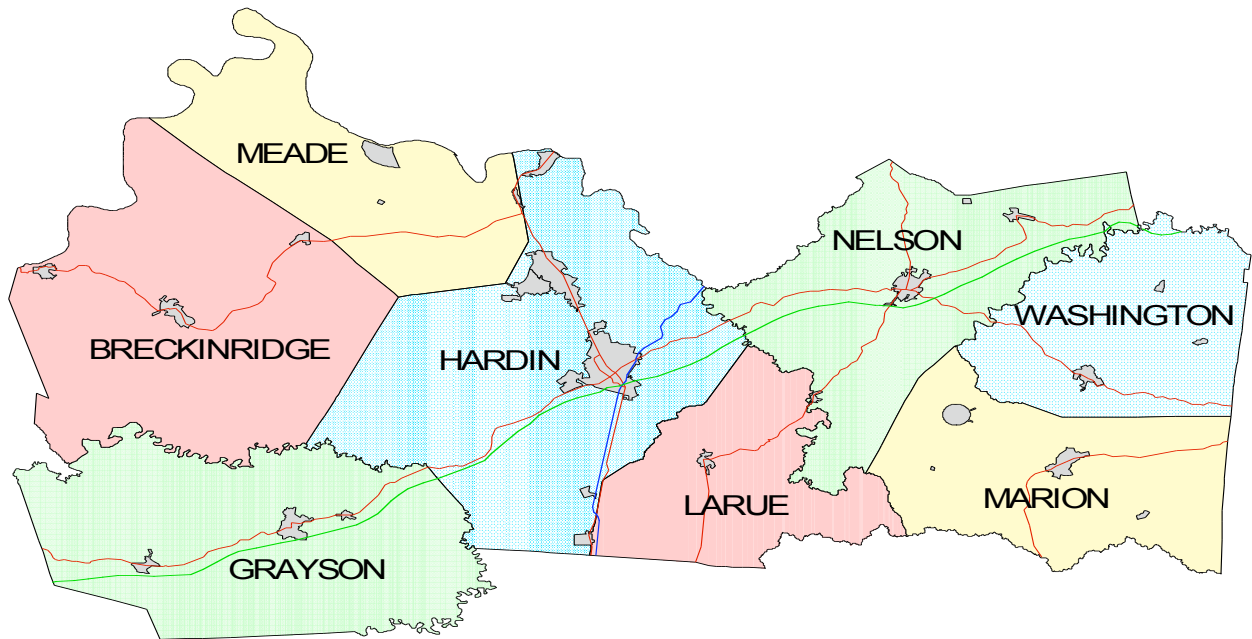 MEADE
NELSON
WASHINGTON
BRECKINRIDGE
HARDIN
LARUE
MARION
GRAYSON